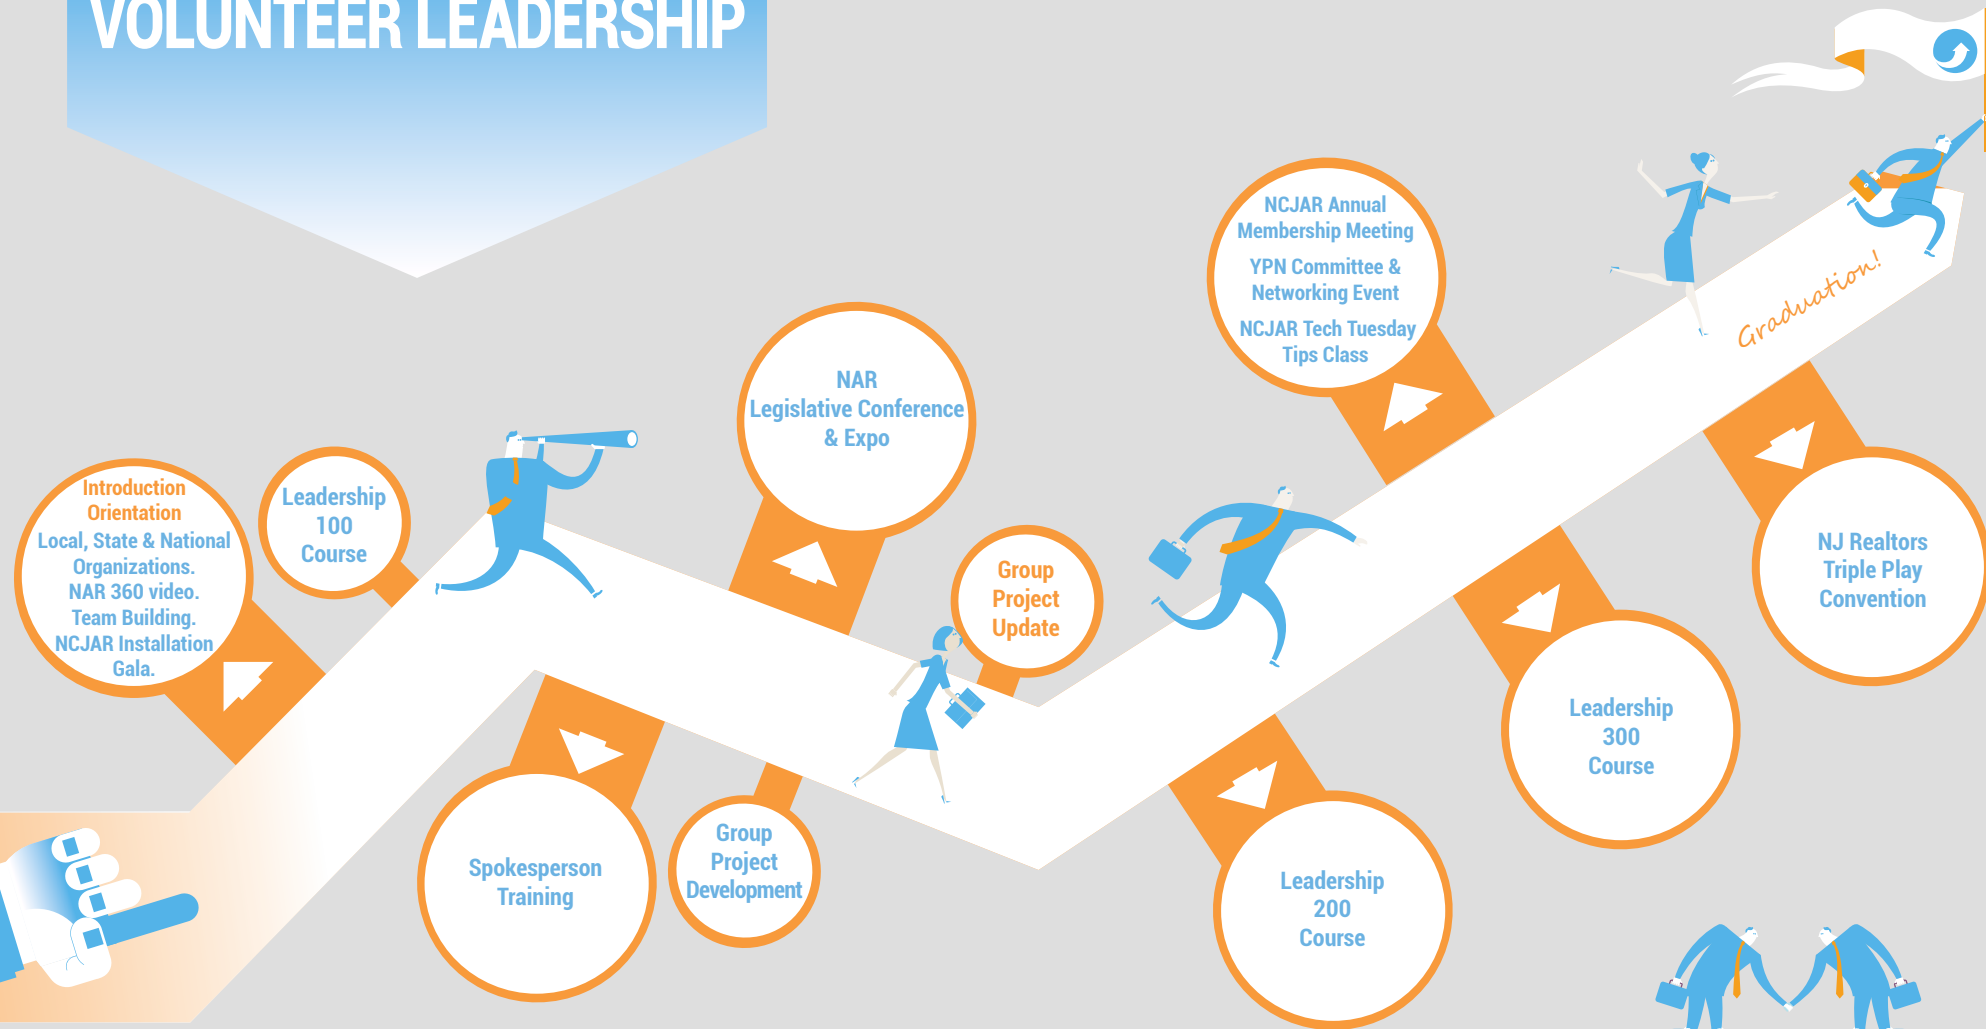 VOLUNTEER LEADERSHIP
Introduction
Orientation
Local, State & National
Organizations.
NAR 360 video.
Team Building.
NCJAR Installation
Gala.
Leadership
100
Course
Spokesperson
Training
Group
Project
Development
NAR
Legislative Conference
& Expo
Group
Project
Update
Leadership
200
Course
NCJAR Annual
Membership Meeting
YPN Committee &
Networking Event
NCJAR Tech Tuesday
Tips Class
Leadership
300
Course
NJ Realtors
Triple Play
Convention
Graduation!